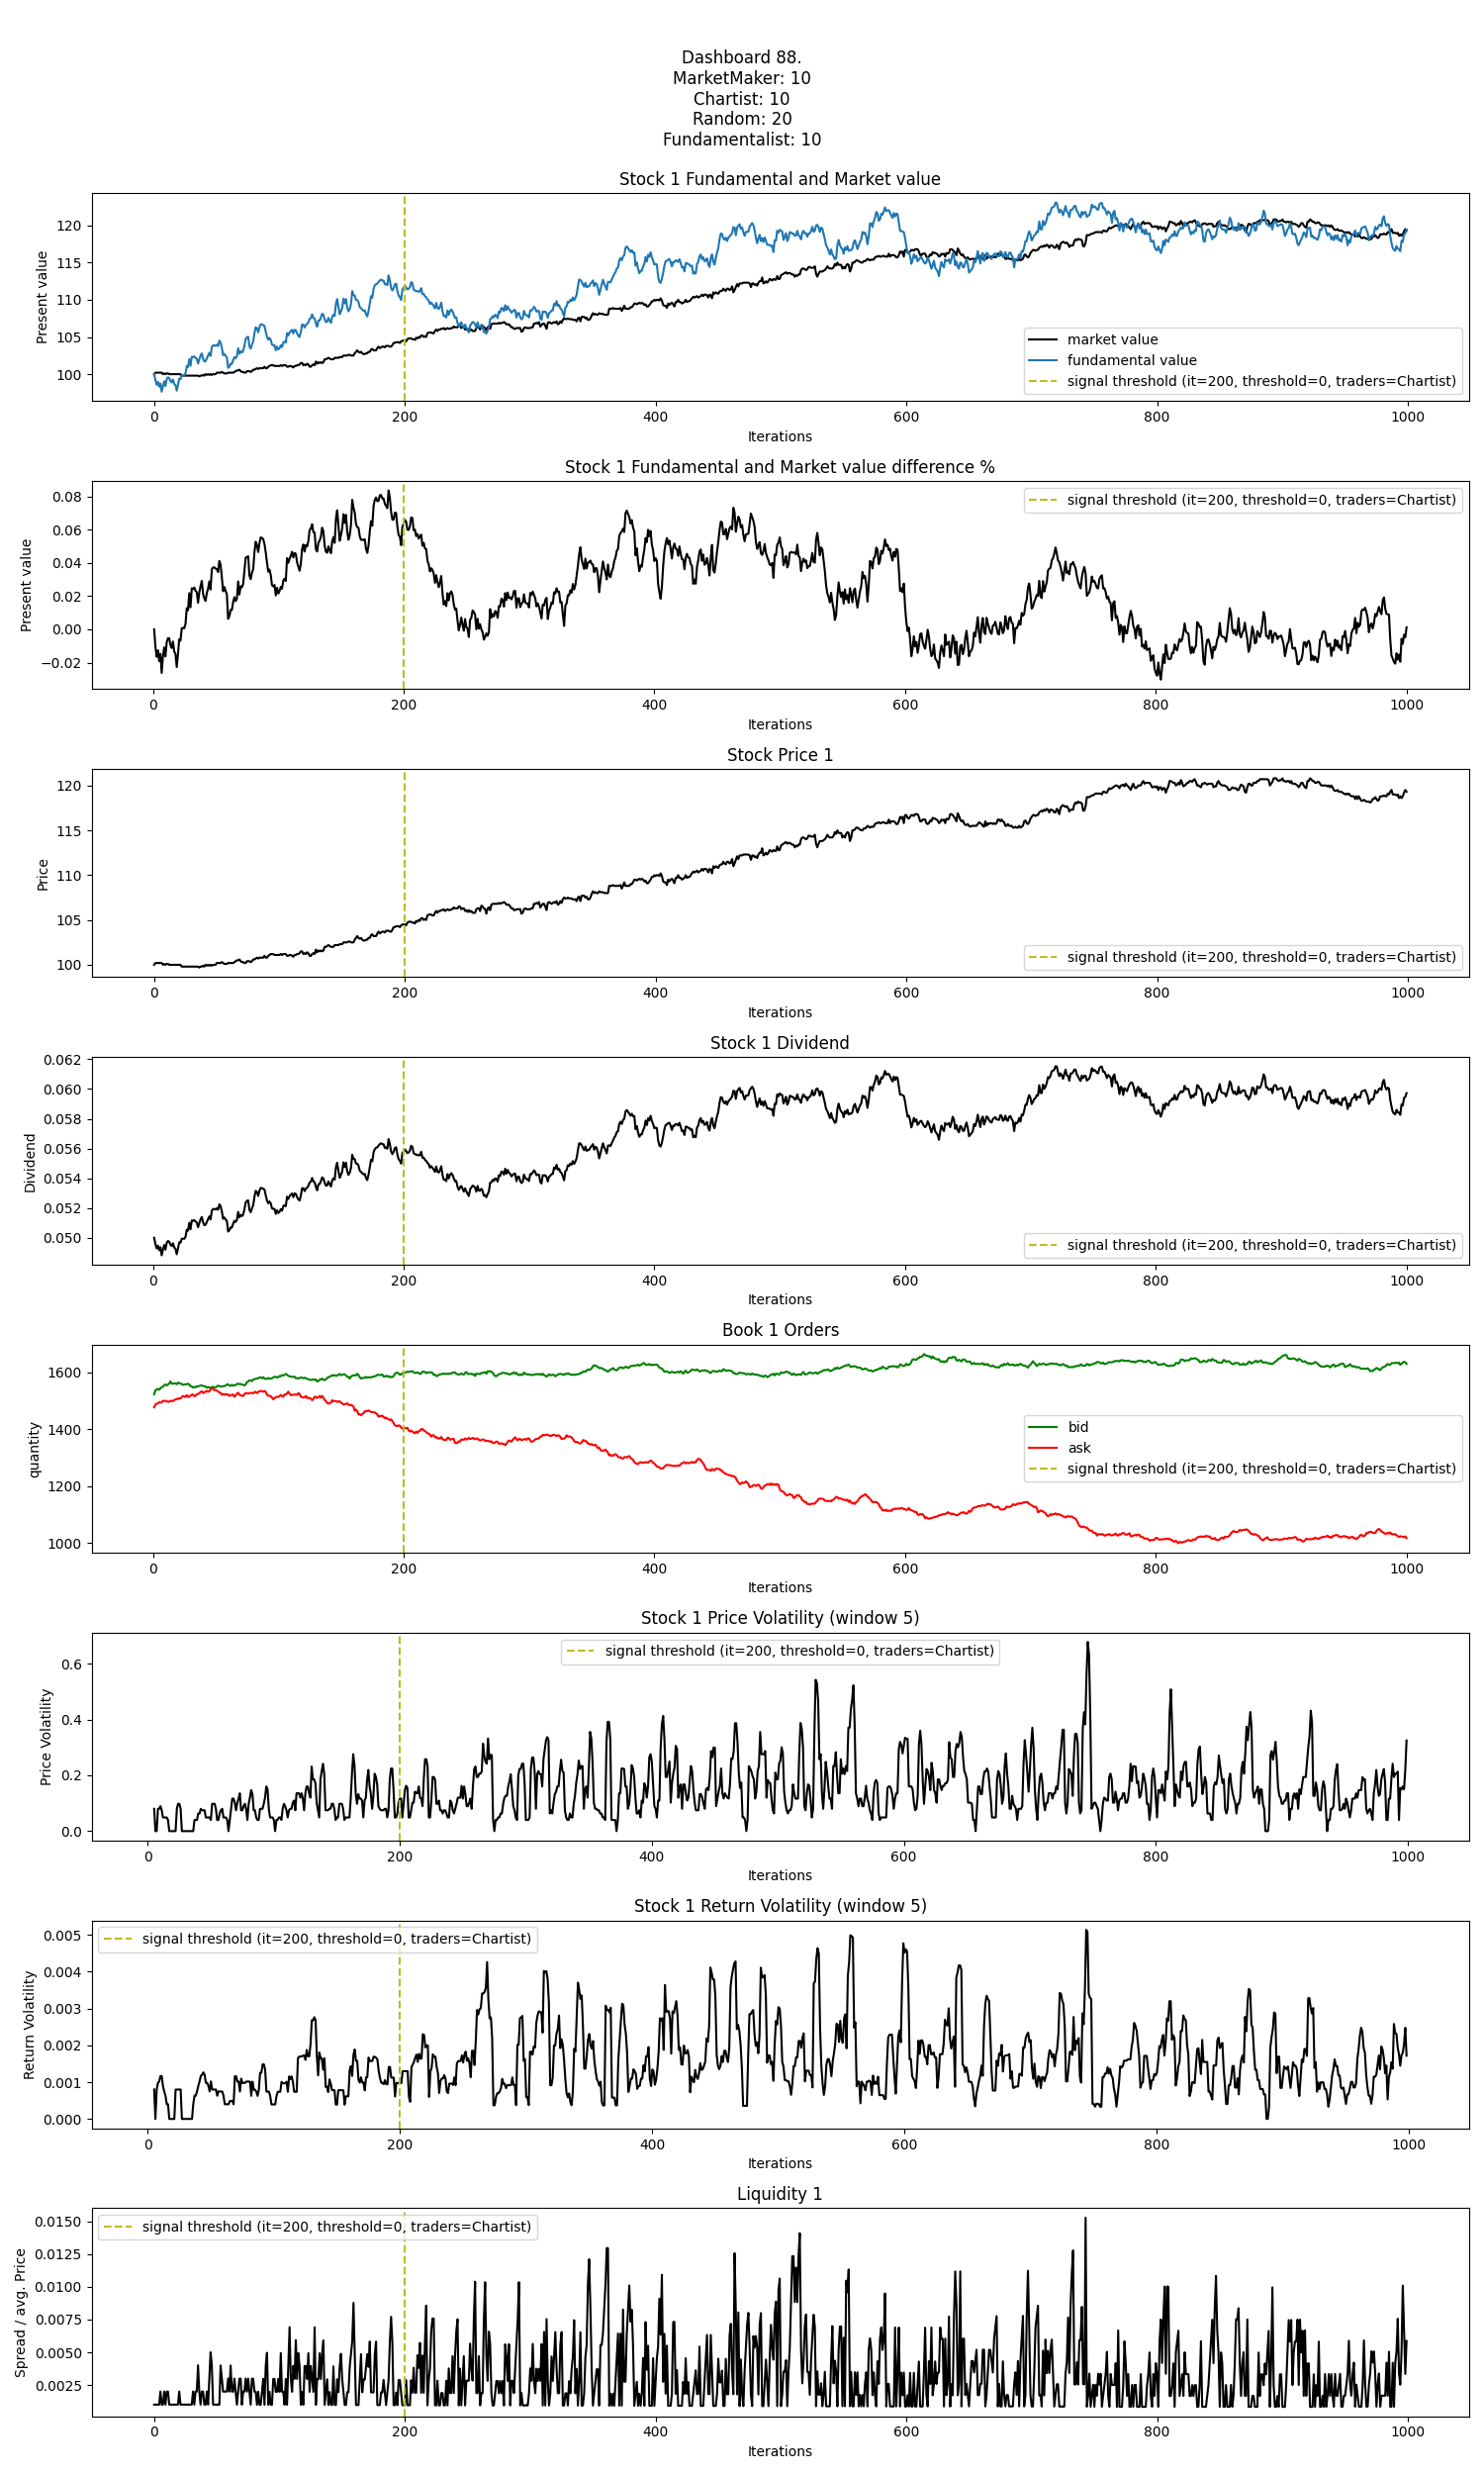 Dashboard 88.
MarketMaker: 10
Chartist: 10
Random: 20
Fundamentalist: 10
Stock 1 Fundamental and Market value
120
115
110
105
100
Present value
market value
fundamental value
signal threshold (it=200, threshold=0, traders=Chartist)
0 200 400 600 800 1000
Iterations
Stock 1 Fundamental and Market value difference %
0.08
0.06
0.04
0.02
0.00
−0.02
Present value
signal threshold (it=200, threshold=0, traders=Chartist)
0 200 400 600 800 1000
Iterations
Stock Price 1
120
115
110
105
100
Price
signal threshold (it=200, threshold=0, traders=Chartist)
0 200 400 600 800 1000
Iterations
Stock 1 Dividend
0.062
0.060
0.058
0.056
0.054
0.052
0.050
Dividend
signal threshold (it=200, threshold=0, traders=Chartist)
0 200 400 600 800 1000
Iterations
Book 1 Orders
1600
1400
1200
1000
quantity
bid
ask
signal threshold (it=200, threshold=0, traders=Chartist)
0 200 400 600 800 1000
Iterations
Stock 1 Price Volatility (window 5)
0.6
0.4
0.2
0.0
Price Volatility
signal threshold (it=200, threshold=0, traders=Chartist)
0 200 400 600 800 1000
Iterations
Stock 1 Return Volatility (window 5)
0.005
0.004
0.003
0.002
0.001
0.000
Return Volatility
signal threshold (it=200, threshold=0, traders=Chartist)
0 200 400 600 800 1000
Iterations
Liquidity 1
0.0150
0.0125
0.0100
0.0075
0.0050
0.0025
Spread / avg. Price
signal threshold (it=200, threshold=0, traders=Chartist)
0 200 400 600 800 1000
Iterations